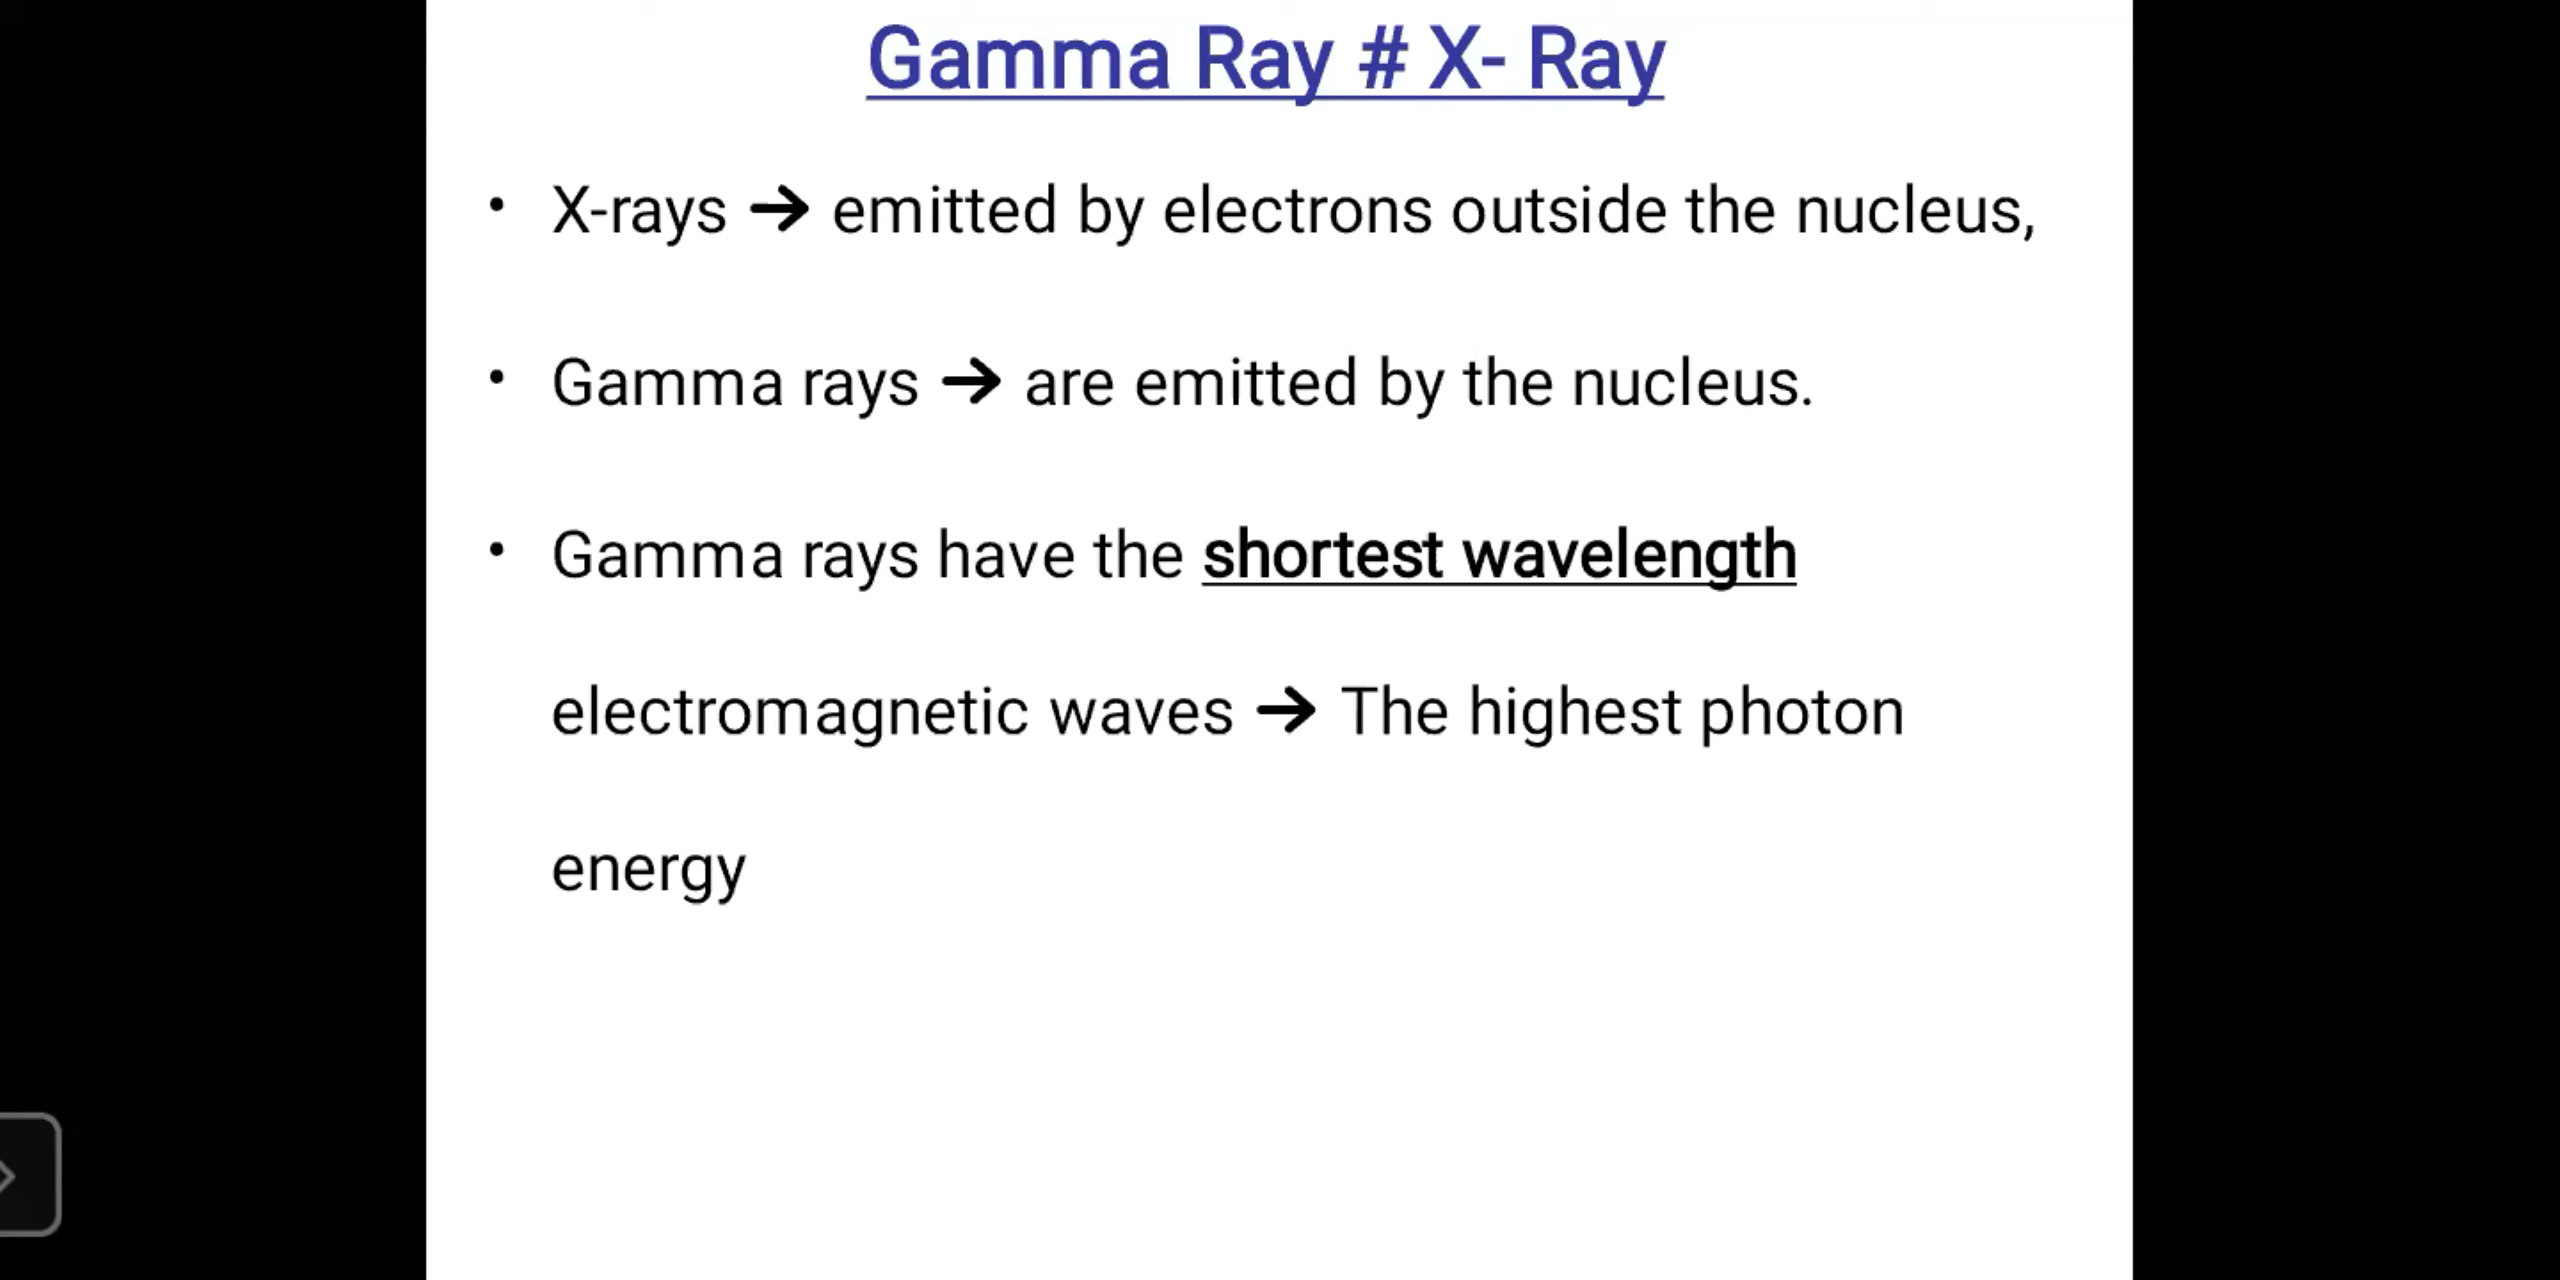 Gamma Ray # X- Ray
• X-rays ➔ emitted by electrons outside the nucleus,
• Gamma rays ➔ are emitted by the nucleus.
• Gamma rays have the shortest wavelength
electromagnetic waves ➔ The highest photon
energy